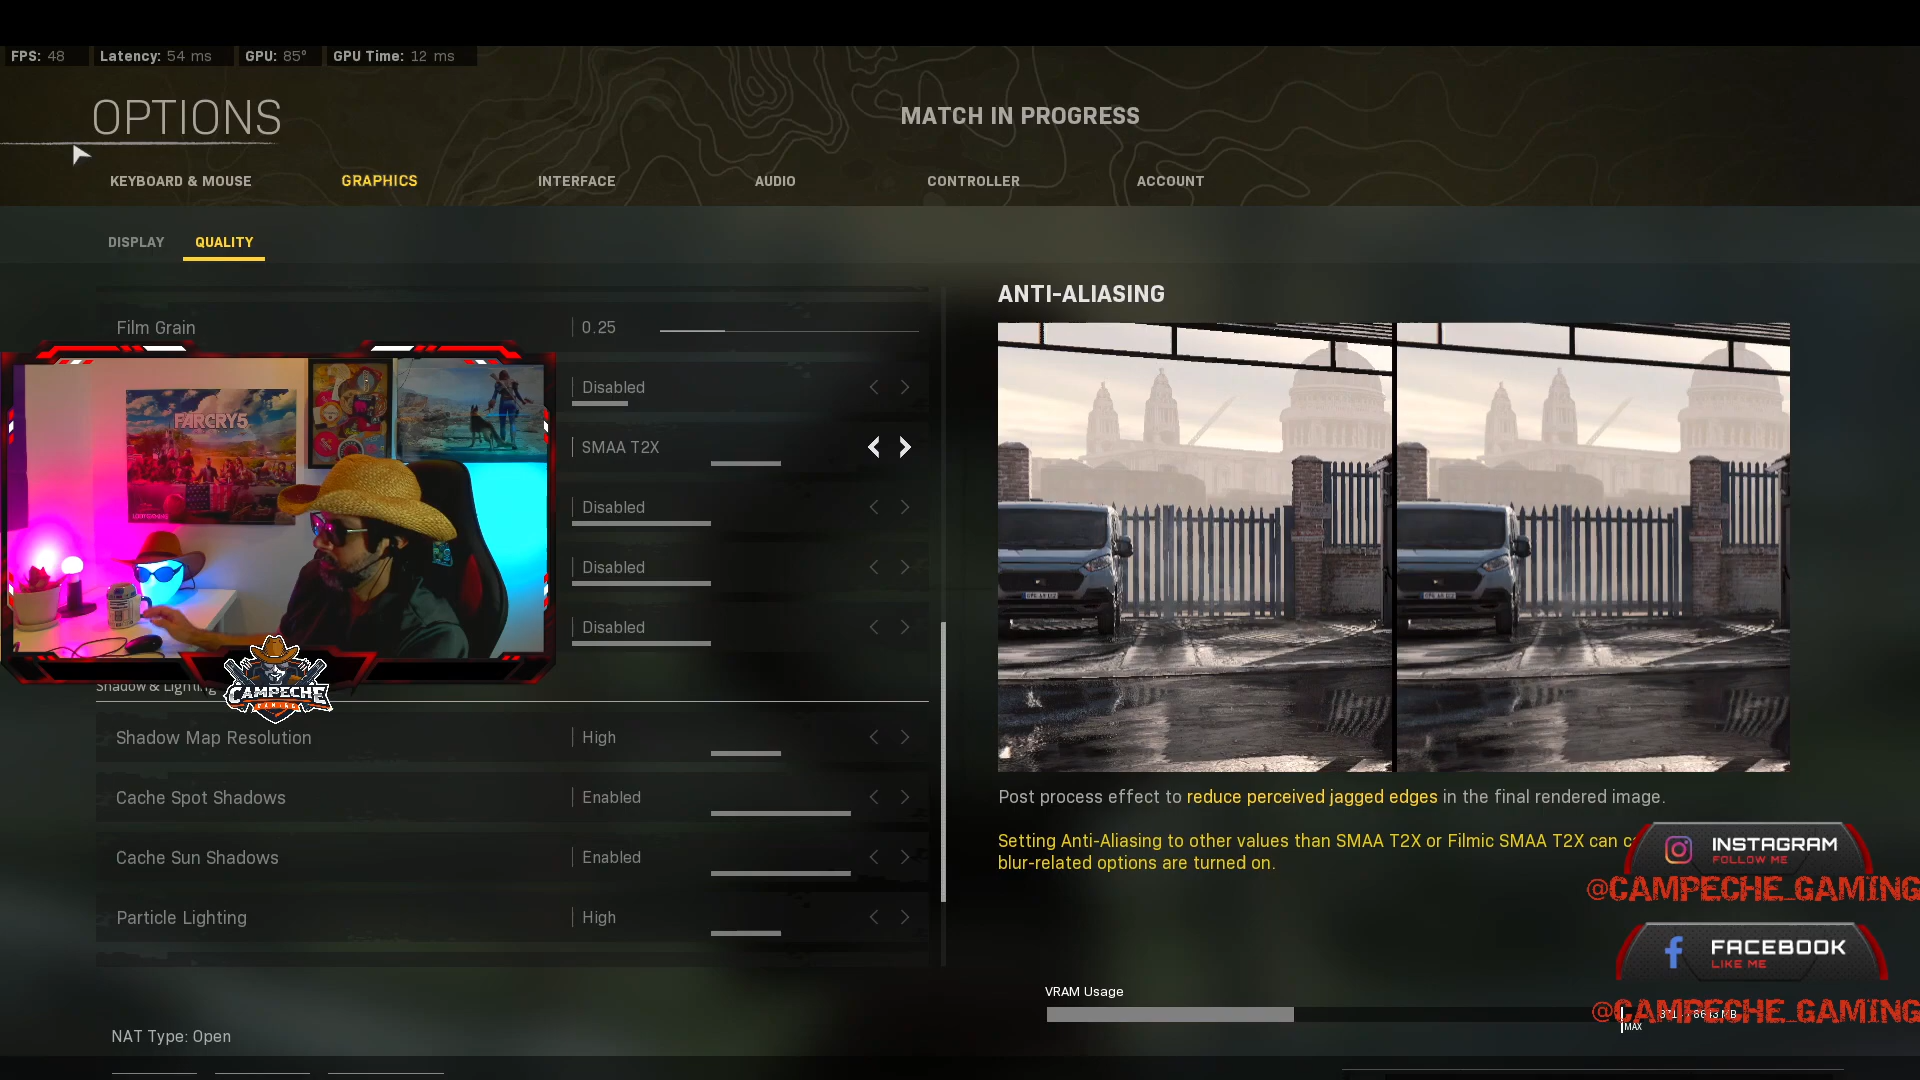 FPS: 48 Latency: 54 ms GPU: 85° GPU Time: 12 ms
OPTIONS
MATCH IN PROGRESS
KEYBOARD & MOUSE GRAPHICS INTERFACE AUDIO CONTROLLER ACCOUNT
DISPLAY QUALITY
Film Grain 0.25
Disabled
SMAA T2X
Disabled
Disabled
Disabled
FARCRY5
CAMPECHE
GAMING
Shadow & Lighting
Shadow Map Resolution High
Cache Spot Shadows Enabled
Cache Sun Shadows Enabled
Particle Lighting High
NAT Type: Open
ANTI-ALIASING
Post process effect to reduce perceived jagged edges in the final rendered image.
Setting Anti-Aliasing to other values than SMAA T2X or Filmic SMAA T2X can
blur-related options are turned on.
INSTAGRAM
FOLLOW ME
@CAMPECHE_GAMING
FACEBOOK
LIKE ME
@CAMPECHE_GAMING
VRAM Usage
MAX